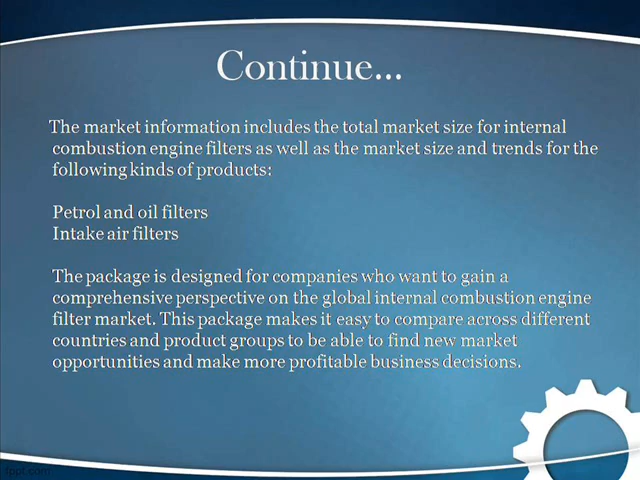 Continue...
The market information includes the total market size for internal
combustion engine filters as well as the market size and trends for the
following kinds of products:
Petrol and oil filters
Intake air filters
The package is designed for companies who want to gain a
comprehensive perspective on the global internal combustion engine
filter market. This package makes it easy to compare across different
countries and product groups to be able to find new market
opportunities and make more profitable business decisions.
fppt.com